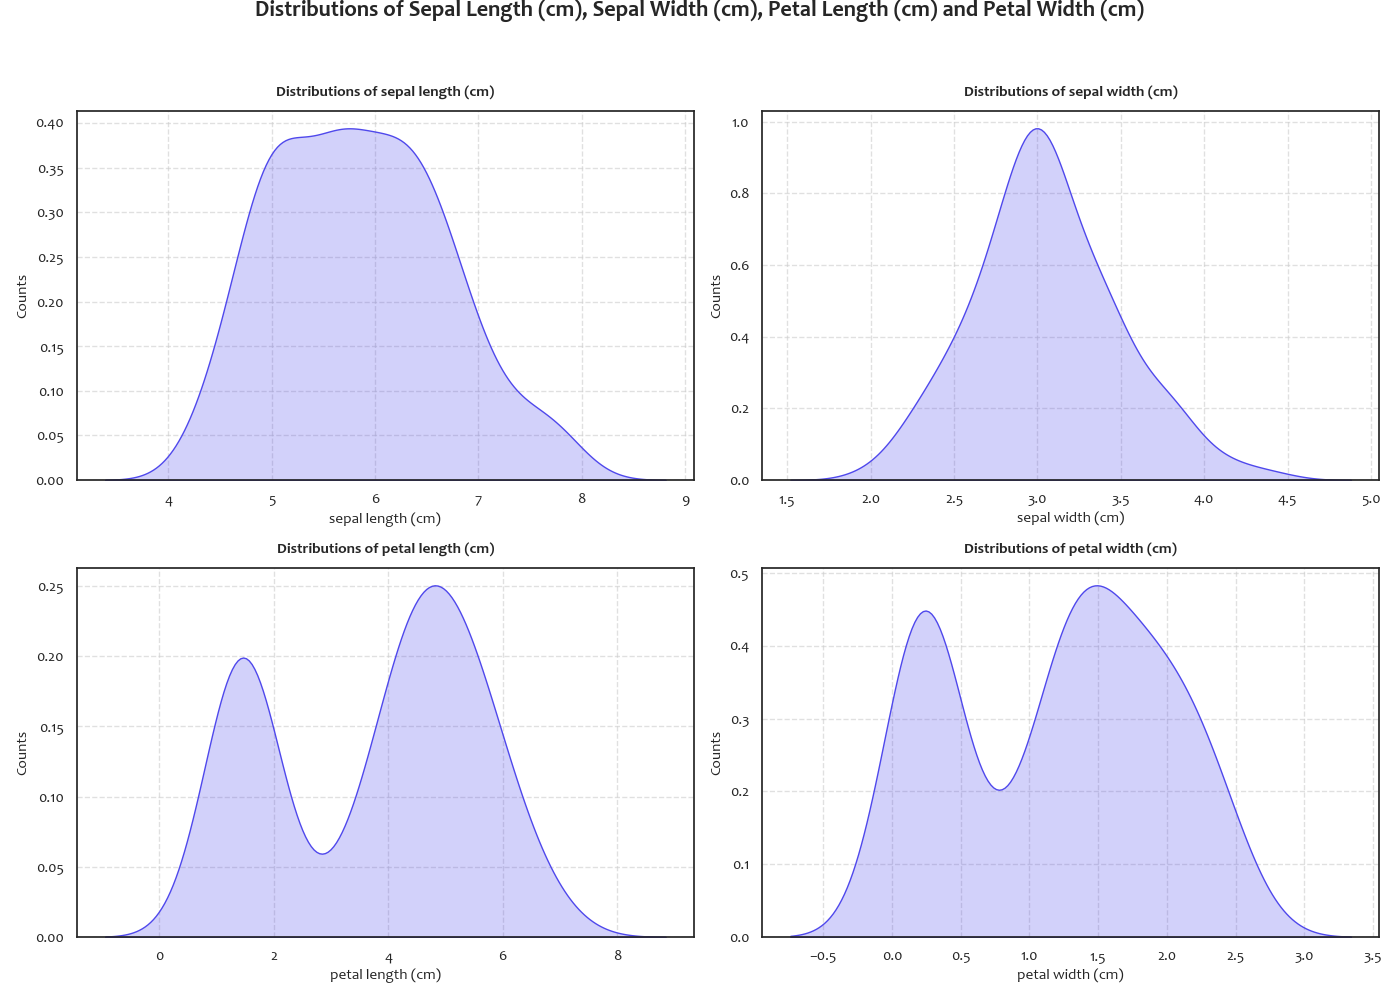 Distributions of Sepal Length (cm), Sepal Width (cm), Petal Length (cm) and Petal Width (cm)
Distributions of sepal length (cm)
0.40
0.35
0.30
0.25
0.20
0.15
0.10
0.05
0.00
Counts
4 5 6 7 8 9
sepal length (cm)
Distributions of sepal width (cm)
1.0
0.8
0.6
0.4
0.2
0.0
Counts
1.5 2.0 2.5 3.0 3.5 4.0 4.5 5.0
sepal width (cm)
Distributions of petal length (cm)
0.25
0.20
0.15
0.10
0.05
0.00
Counts
0 2 4 6 8
petal length (cm)
Distributions of petal width (cm)
0.5
0.4
0.3
0.2
0.1
0.0
Counts
−0.5 0.0 0.5 1.0 1.5 2.0 2.5 3.0 3.5
petal width (cm)